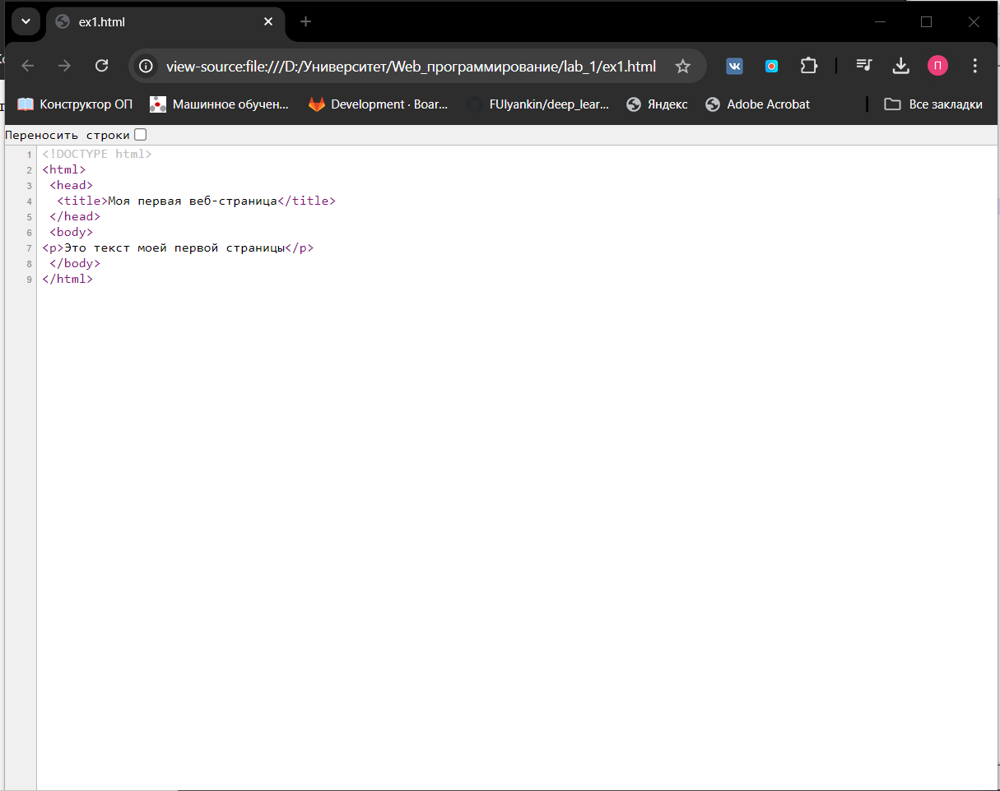 ex1.html
view-source:file:///D:/Университет/Web_программирование/lab_1/ex1.html
П
Конструктор ОП Машинное обучен... Development · Boar... FUlyankin/deep_lear... Яндекс Adobe Acrobat Все закладки
Переносить строки
1 <!DOCTYPE html>
2 <html>
3 <head>
4 <title>Моя первая веб-страница</title>
5 </head>
6 <body>
7 <p>Это текст моей первой страницы</p>
8 </body>
9 </html>